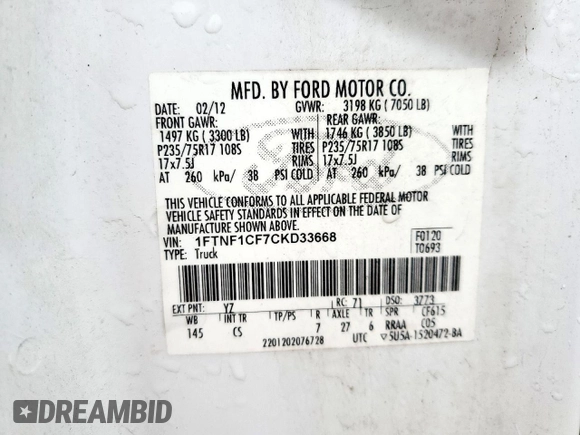 MFD. BY FORD MOTOR CO.
DATE: 02/12 GVWR: 3198 KG ( 7050 LB)
FRONT GAWR: REAR GAWR:
1497 KG ( 3300 LB) WITH 1746 KG ( 3850 LB) WITH
P235/75R17 108S TIRES P235/75R17 108S TIRES
17x7.5J RIMS 17x7.5J RIMS
AT 260 kPa/ 38 PSI COLD AT 260 kPa/ 38 PSI COLD
Ford
THIS VEHICLE CONFORMS TO ALL APPLICABLE FEDERAL MOTOR
VEHICLE SAFETY STANDARDS IN EFFECT ON THE DATE OF
MANUFACTURE SHOWN ABOVE.
VIN: 1FTNF1CF7CKD33668 F0120
TYPE: Truck T0693
EXT PNT: YZ RC: 71 DSO: 3773
WB INT TR TP/PS R AXLE TR SPR CF615
145 CS 7 27 6 RRAA C05
2201202076728 UTC ▽5U5A-1520472-BA
DREAMBID